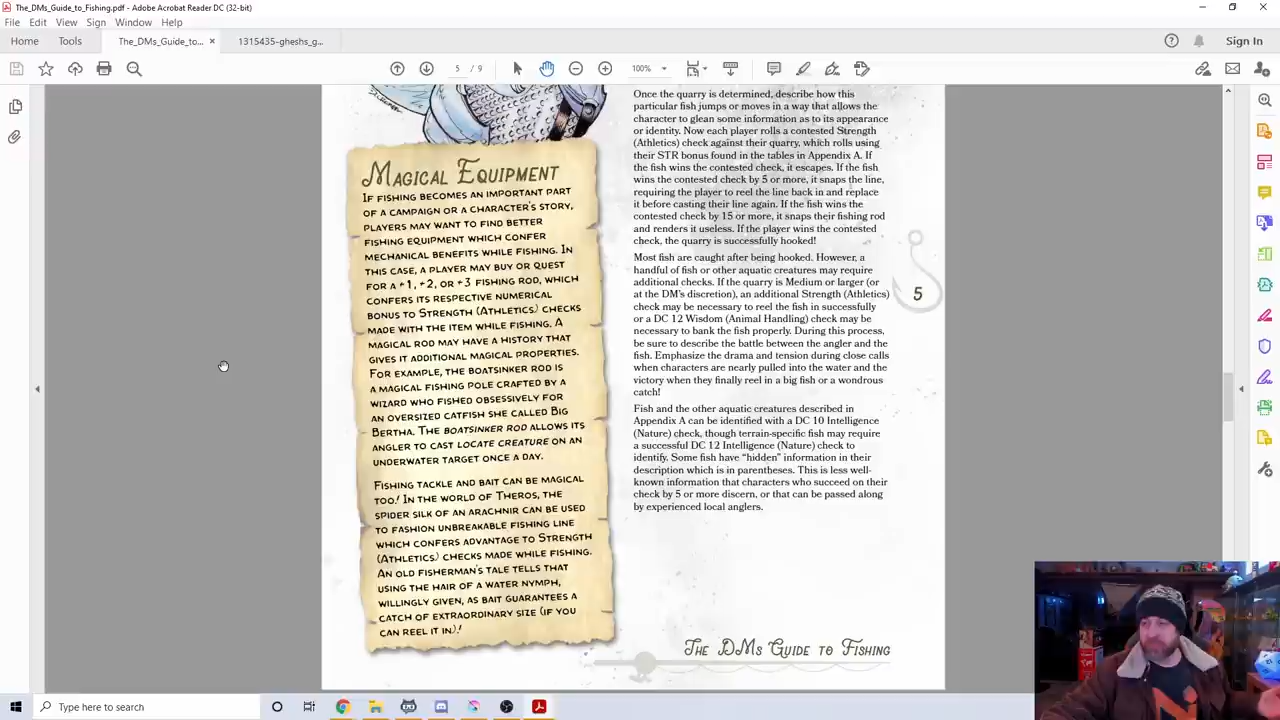 The_DMs_Guide_to_Fishing.pdf - Adobe Acrobat Reader DC (32-bit)
File Edit View Sign Window Help
Home Tools The_DMs_Guide_to... × 1315435-gheshs_g... Sign In
5 / 9 100%
MAGICAL EQUIPMENT
IF FISHING BECOMES AN IMPORTANT PART
OF A CAMPAIGN OR A CHARACTER'S STORY,
PLAYERS MAY WANT TO FIND BETTER
FISHING EQUIPMENT WHICH CONFER
MECHANICAL BENEFITS WHILE FISHING. IN
THIS CASE, A PLAYER MAY BUY OR QUEST
FOR A +1, +2, OR +3 FISHING ROD, WHICH
CONFERS ITS RESPECTIVE NUMERICAL
BONUS TO STRENGTH (ATHLETICS) CHECKS
MADE WITH THE ITEM WHILE FISHING. A
MAGICAL ROD MAY HAVE A HISTORY THAT
GIVES IT ADDITIONAL MAGICAL PROPERTIES.
FOR EXAMPLE, THE BOATSINKER ROD IS
A MAGICAL FISHING POLE CRAFTED BY A
WIZARD WHO FISHED OBSESSIVELY FOR
AN OVERSIZED CATFISH SHE CALLED BIG
BERTHA. THE BOATSINKER ROD ALLOWS ITS
ANGLER TO CAST LOCATE CREATURE ON AN
UNDERWATER TARGET ONCE A DAY.
FISHING TACKLE AND BAIT CAN BE MAGICAL
TOO! IN THE WORLD OF THEROS, THE
SPIDER SILK OF AN ARACHNIR CAN BE USED
TO FASHION UNBREAKABLE FISHING LINE
WHICH CONFERS ADVANTAGE TO STRENGTH
(ATHLETICS) CHECKS MADE WHILE FISHING.
AN OLD FISHERMAN'S TALE TELLS THAT
USING THE HAIR OF A WATER NYMPH,
WILLINGLY GIVEN, AS BAIT GUARANTEES A
CATCH OF EXTRAORDINARY SIZE (IF YOU
CAN REEL IT IN)!
Once the quarry is determined, describe how this
particular fish jumps or moves in a way that allows the
character to glean some information as to its appearance
or identity. Now each player rolls a contested Strength
(Athletics) check against their quarry, which rolls using
their STR bonus found in the tables in Appendix A. If
the fish wins the contested check, it escapes. If the fish
wins the contested check by 5 or more, it snaps the line,
requiring the player to reel the line back in and replace
it before casting their line again. If the fish wins the
contested check by 15 or more, it snaps their fishing rod
and renders it useless. If the player wins the contested
check, the quarry is successfully hooked!
Most fish are caught after being hooked. However, a
handful of fish or other aquatic creatures may require
additional checks. If the quarry is Medium or larger (or
at the DM's discretion), an additional Strength (Athletics)
check may be necessary to reel the fish in successfully
or a DC 12 Wisdom (Animal Handling) check may be
necessary to bank the fish properly. During this process,
be sure to describe the battle between the angler and the
fish. Emphasize the drama and tension during close calls
when characters are nearly pulled into the water and the
victory when they finally reel in a big fish or a wondrous
catch!
Fish and the other aquatic creatures described in
Appendix A can be identified with a DC 10 Intelligence
(Nature) check, though terrain-specific fish may require
a successful DC 12 Intelligence (Nature) check to
identify. Some fish have “hidden” information in their
description which is in parentheses. This is less well-
known information that characters who succeed on their
check by 5 or more discern, or that can be passed along
by experienced local anglers.
5
THE DMS GUIDE TO FISHING
Type here to search